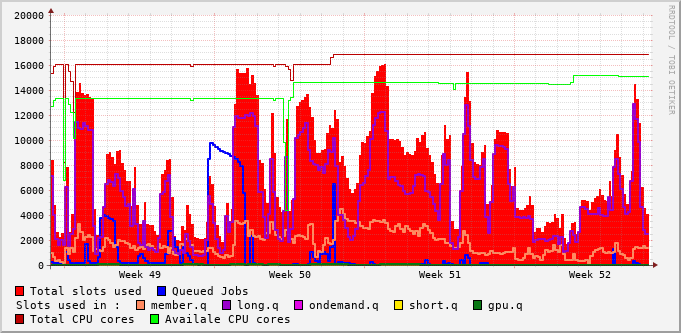 20000
18000
16000
14000
12000
10000
8000
6000
4000
2000
0
Week 49 Week 50 Week 51 Week 52
Total slots used Queued Jobs
Slots used in : member.q long.q ondemand.q short.q gpu.q
Total CPU cores Availale CPU cores
RRDTOOL / TOBI OETIKER